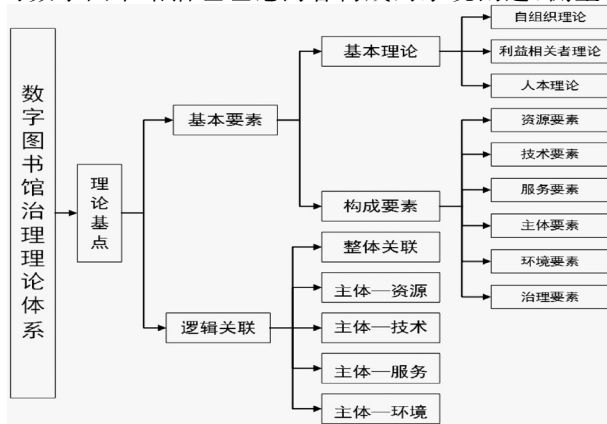 数字图书馆治理理论体系
理论基点
基本要素
基本理论
自组织理论
利益相关者理论
人本理论
构成要素
资源要素
技术要素
服务要素
主体要素
环境要素
治理要素
逻辑关联
整体关联
主体—资源
主体—技术
主体—服务
主体—环境